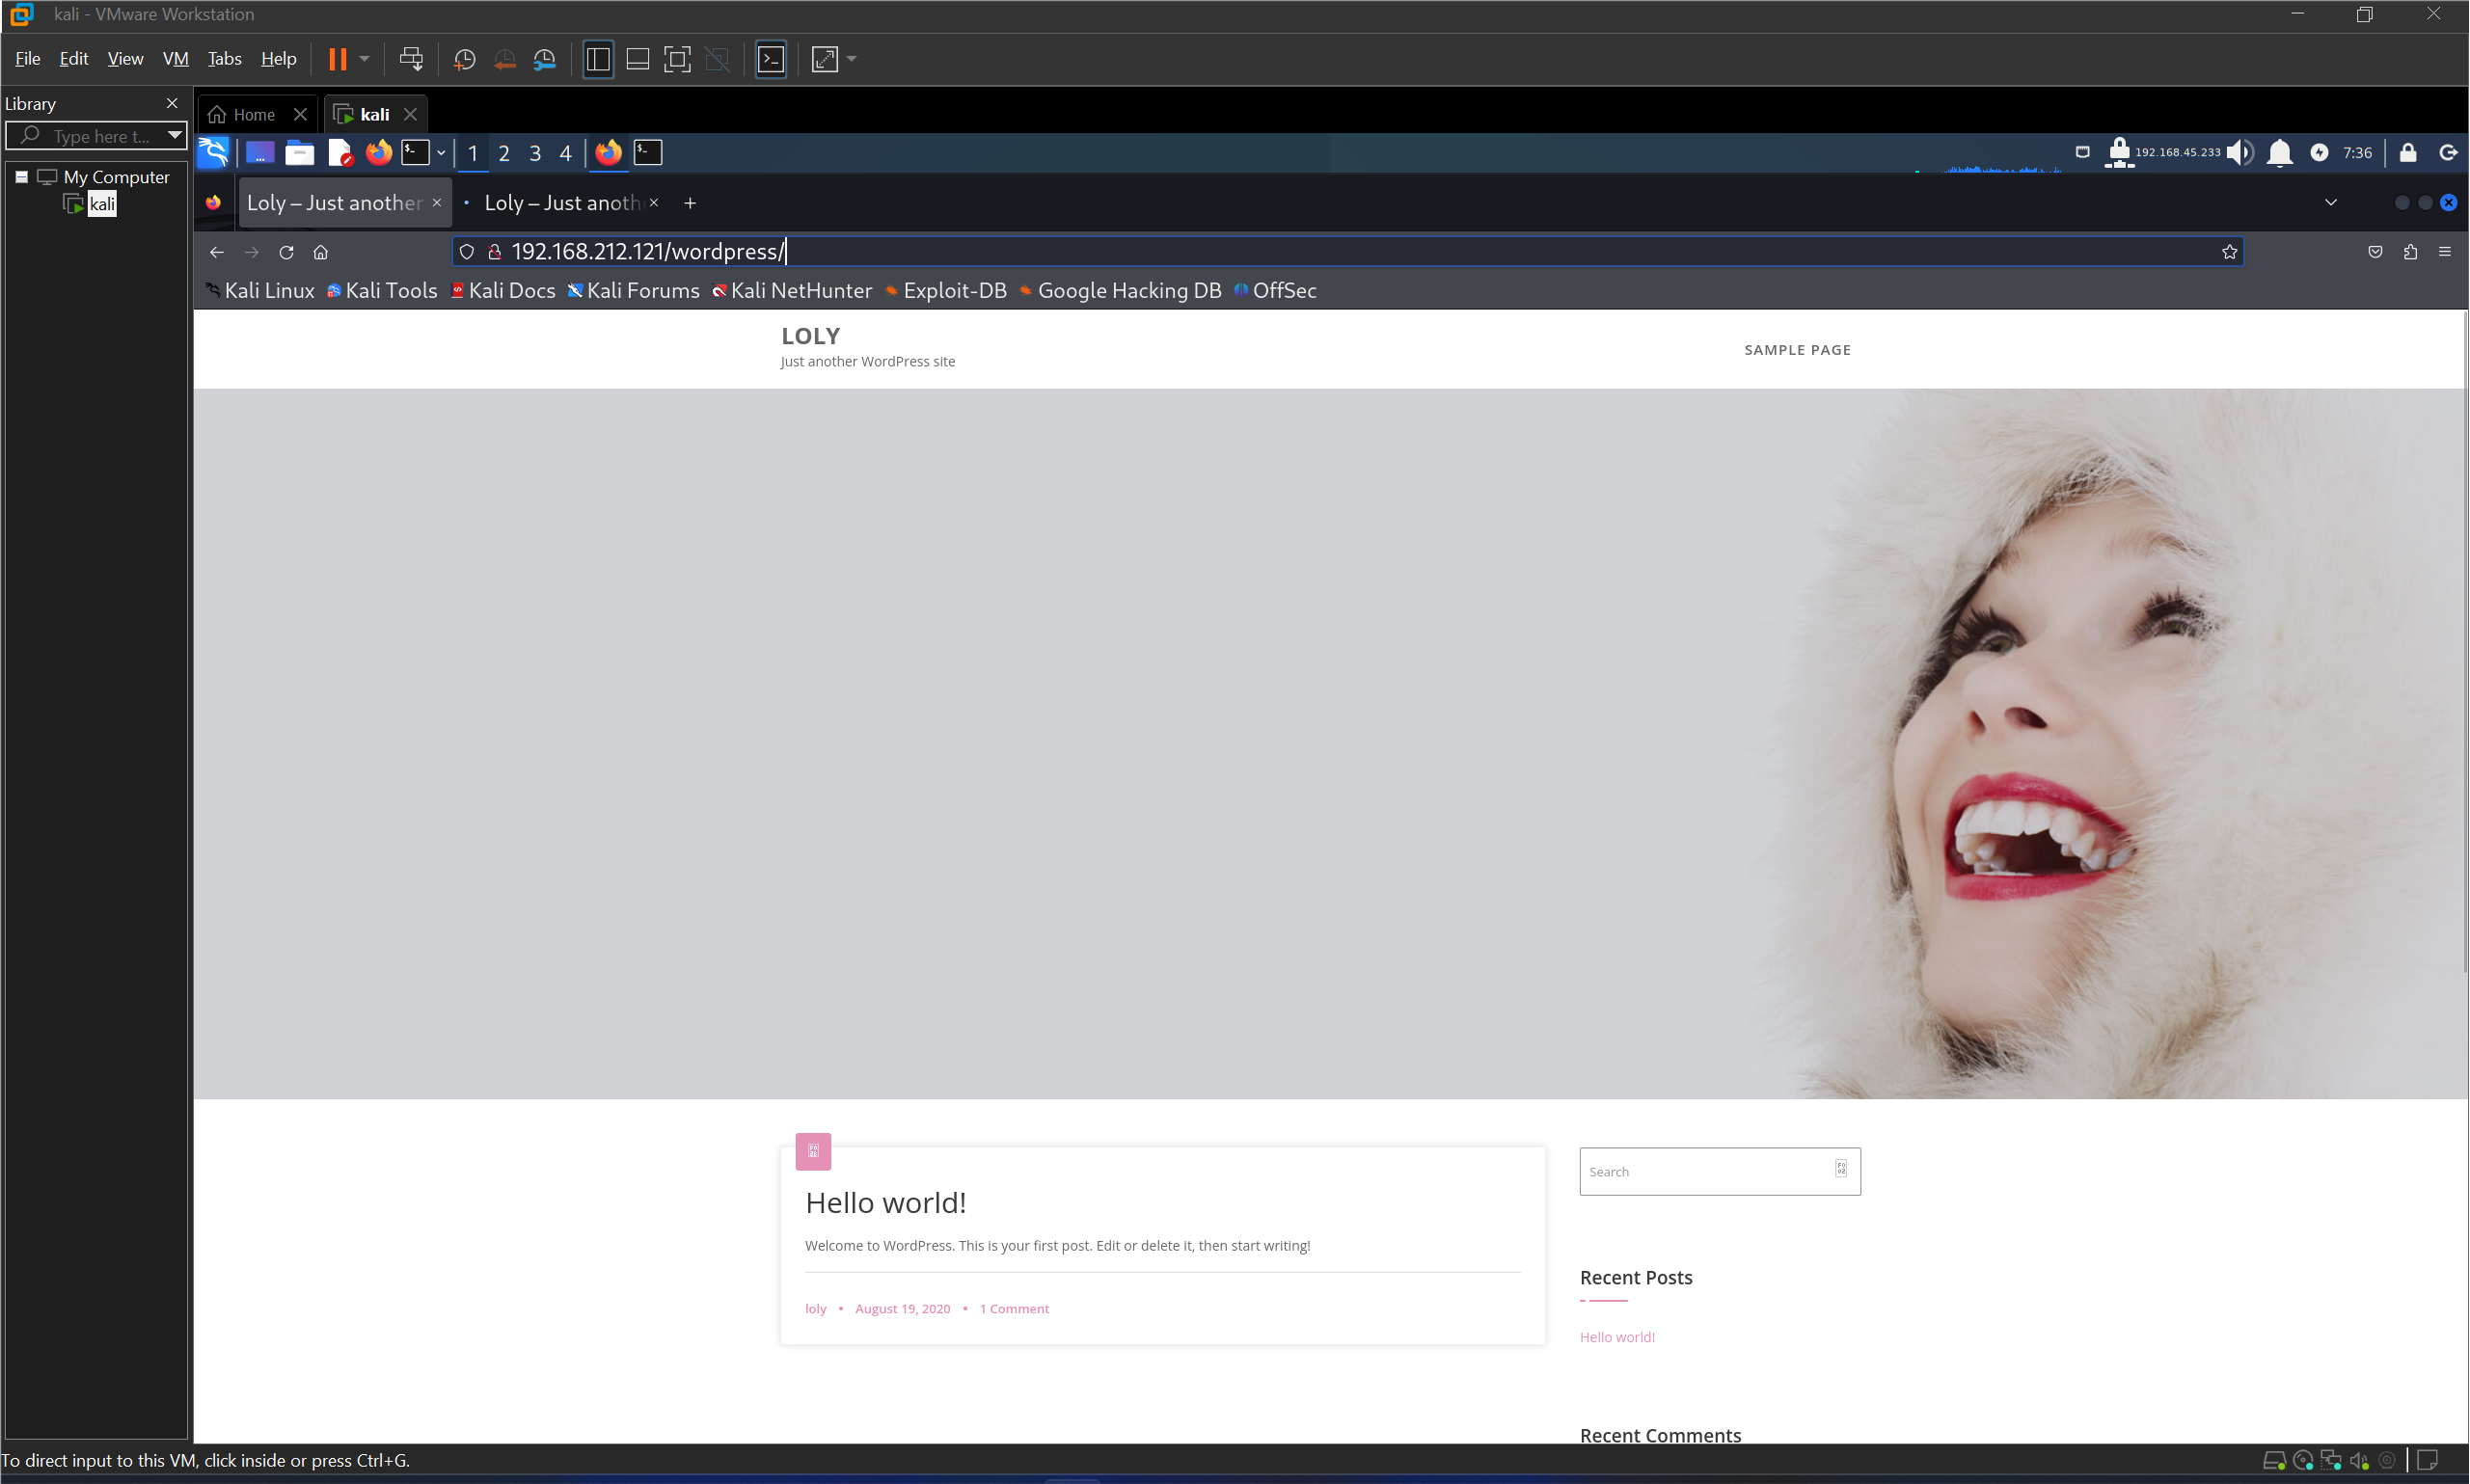 kali - VMware Workstation
File Edit View VM Tabs Help
Library
Type here t...
My Computer
kali
Home
kali
1 2 3 4
192.168.45.233
7:36
Loly – Just another
Loly – Just anoth
192.168.212.121/wordpress/
Kali Linux Kali Tools Kali Docs Kali Forums Kali NetHunter Exploit-DB Google Hacking DB OffSec
LOLY
Just another WordPress site
SAMPLE PAGE
Hello world!
Welcome to WordPress. This is your first post. Edit or delete it, then start writing!
loly • August 19, 2020 • 1 Comment
Search
Recent Posts
Hello world!
Recent Comments
To direct input to this VM, click inside or press Ctrl+G.